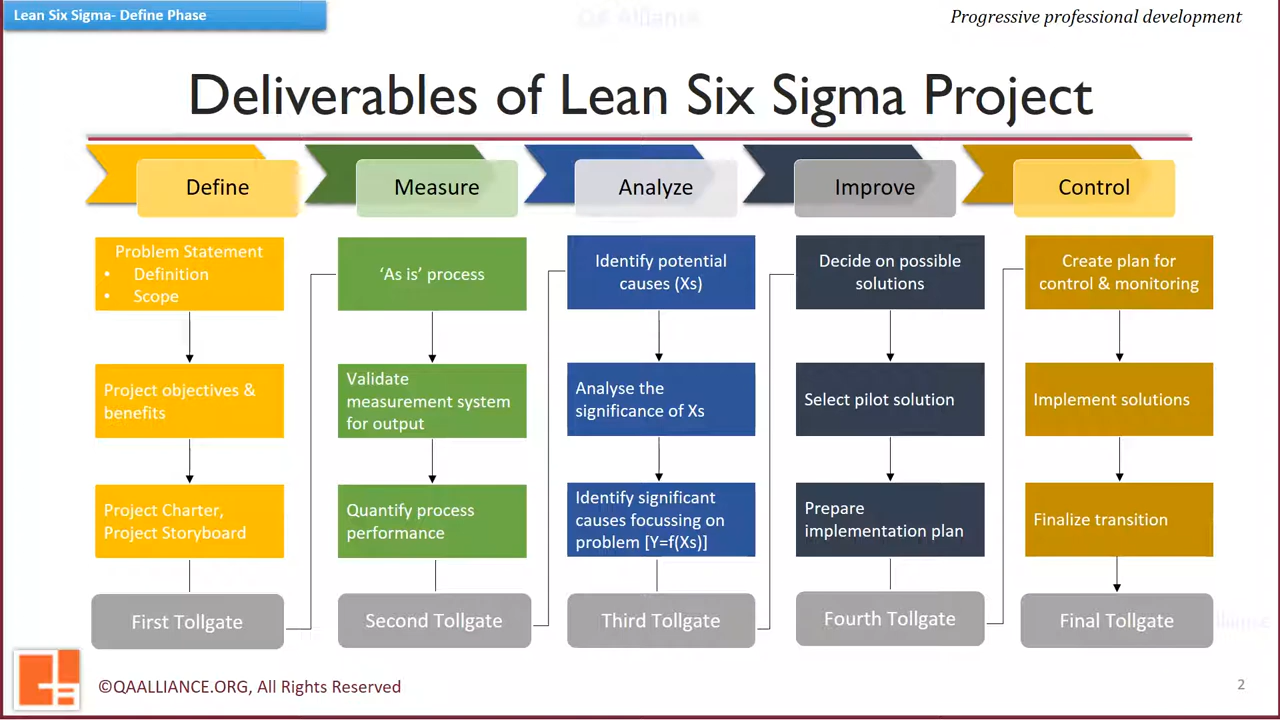 Lean Six Sigma- Define Phase
QA Alliance
Progressive professional development
Deliverables of Lean Six Sigma Project
Define
Measure
Analyze
Improve
Control
Problem Statement
• Definition
• Scope
Project objectives &
benefits
Project Charter,
Project Storyboard
First Tollgate
'As is' process
Validate
measurement system
for output
Quantify process
performance
Second Tollgate
Identify potential
causes (Xs)
Analyse the
significance of Xs
Identify significant
causes focussing on
problem [Y=f(Xs)]
Third Tollgate
Decide on possible
solutions
Select pilot solution
Prepare
implementation plan
Fourth Tollgate
Create plan for
control & monitoring
Implement solutions
Finalize transition
Final Tollgate
©QAALLIANCE.ORG, All Rights Reserved
2